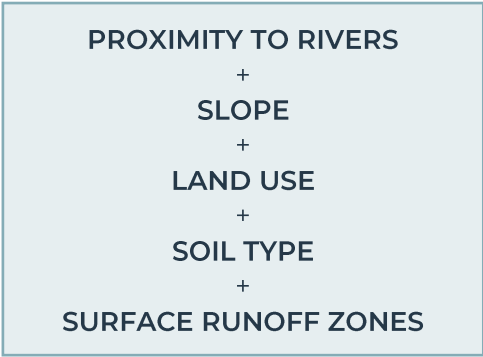 PROXIMITY TO RIVERS
+
SLOPE
+
LAND USE
+
SOIL TYPE
+
SURFACE RUNOFF ZONES